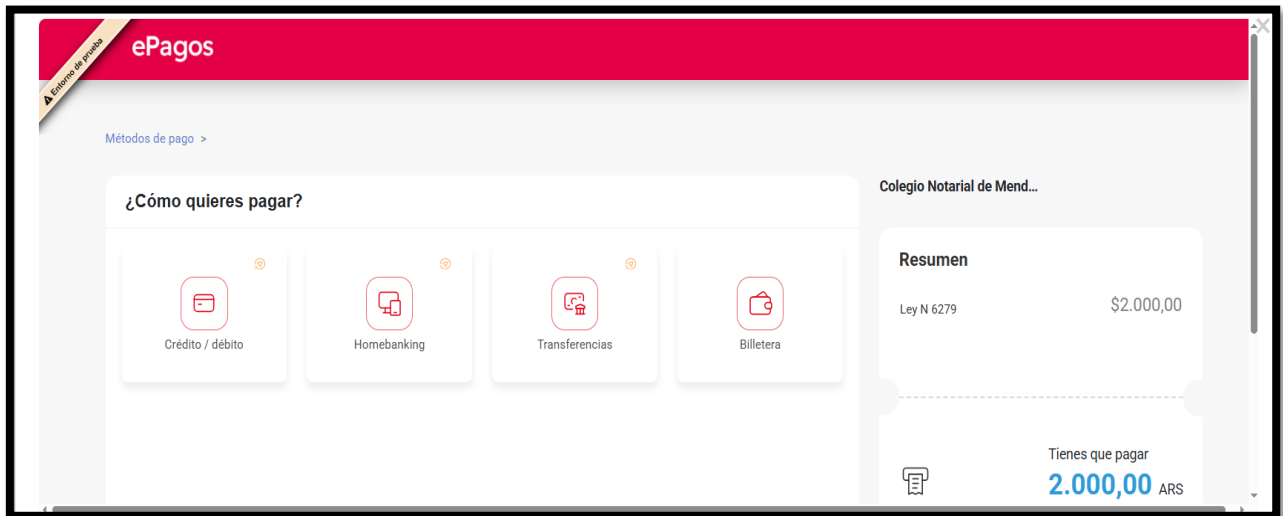 Entorno de prueba
ePagos
Métodos de pago >
¿Cómo quieres pagar?
Crédito / débito
Homebanking
Transferencias
Billetera
Colegio Notarial de Mend...
Resumen
Ley N 6279 $2.000,00
Tienes que pagar
2.000,00 ARS